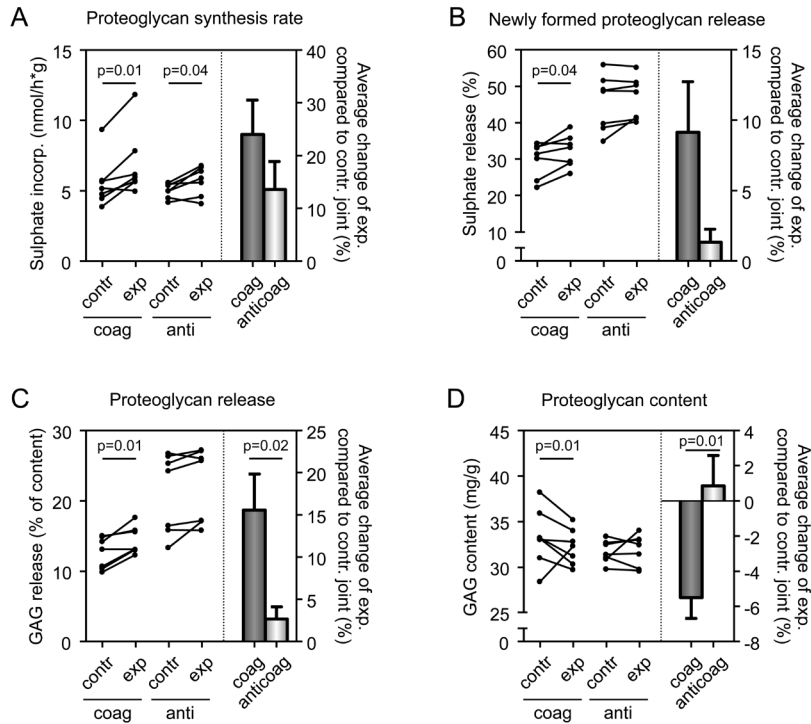 A
Proteoglycan synthesis rate
Sulphate incorp. (nmol/h*g)
15
10
5
0
p=0.01
p=0.04
40
30
20
10
0
Average change of exp.
compared to contr. joint (%)
contr
exp
contr
exp
coag
anticoag
coag
anti
B
Newly formed proteoglycan release
Sulphate release (%)
60
50
40
30
20
10
0
p=0.04
15
10
5
0
Average change of exp.
compared to contr. joint (%)
contr
exp
contr
exp
coag
anticoag
coag
anti
C
Proteoglycan release
GAG release (% of content)
30
20
10
0
p=0.01
p=0.02
25
20
15
10
5
0
Average change of exp.
compared to contr. joint (%)
contr
exp
contr
exp
coag
anticoag
coag
anti
D
Proteoglycan content
GAG content (mg/g)
45
40
35
30
25
0
p=0.01
p=0.01
4
2
0
-2
-4
-6
-8
Average change of exp.
compared to contr. joint (%)
contr
exp
contr
exp
coag
anticoag
coag
anti